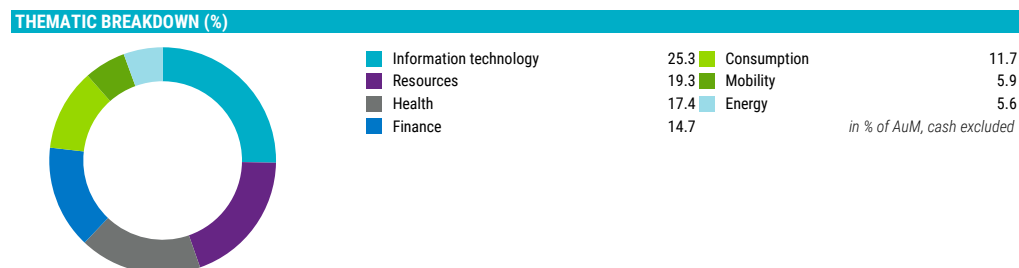 THEMATIC BREAKDOWN (%)
Information technology 25.3 Consumption 11.7
Resources 19.3 Mobility 5.9
Health 17.4 Energy 5.6
Finance 14.7 in % of AuM, cash excluded